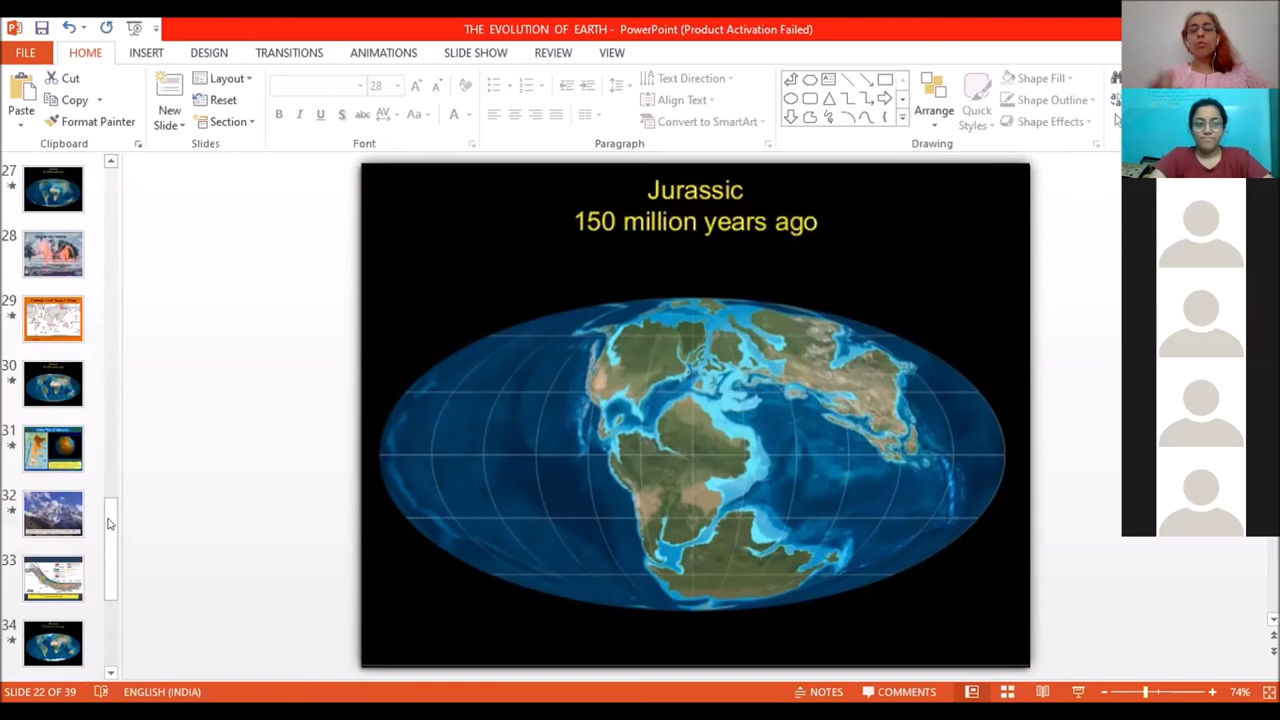 THE EVOLUTION OF EARTH - PowerPoint (Product Activation Failed)
FILE HOME INSERT DESIGN TRANSITIONS ANIMATIONS SLIDE SHOW REVIEW VIEW
Paste
Cut
Copy
Format Painter
Clipboard
New
Slide
Layout
Reset
Section
Slides
28
B I U S abc AV Aa A
Font
Text Direction
Align Text
Convert to SmartArt
Paragraph
Arrange
Quick
Styles
Shape Fill
Shape Outline
Shape Effects
Drawing
27
28
29
30
31
32
33
34
Jurassic
150 million years ago
SLIDE 22 OF 39 ENGLISH (INDIA) NOTES COMMENTS 74%